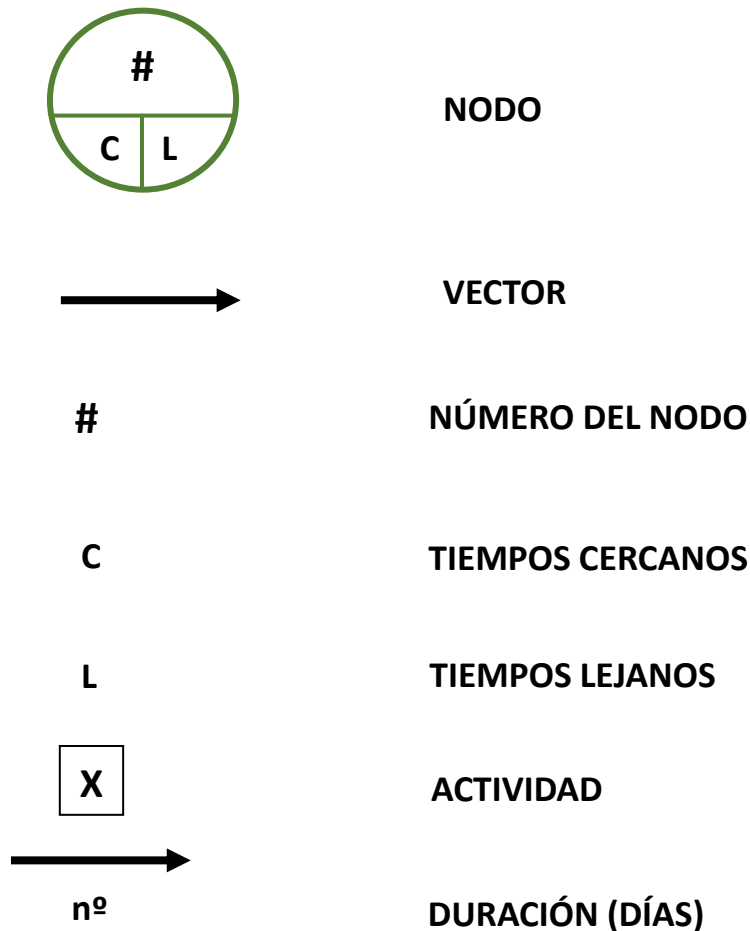 #
C L
NODO
VECTOR
# NÚMERO DEL NODO
C TIEMPOS CERCANOS
L TIEMPOS LEJANOS
X ACTIVIDAD
nº DURACIÓN (DÍAS)